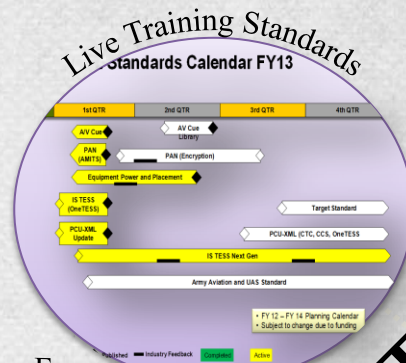 Live Training Standards
Standards Calendar FY13
1st QTR 2nd QTR 3rd QTR 4th QTR
A/V Cue
AV Cue
Library
PAN
(AMITS)
PAN (Encryption)
Equipment Power and Placement
IS TESS
(OneTESS)
Target Standard
PCU-XML
Update
PCU-XML (CTC, CCS, OneTESS
IS TESS Next Gen
Army Aviation and UAS Standard
• FY 12 – FY 14 Planning Calendar
• Subject to change due to funding
Published Industry Feedback Completed Active